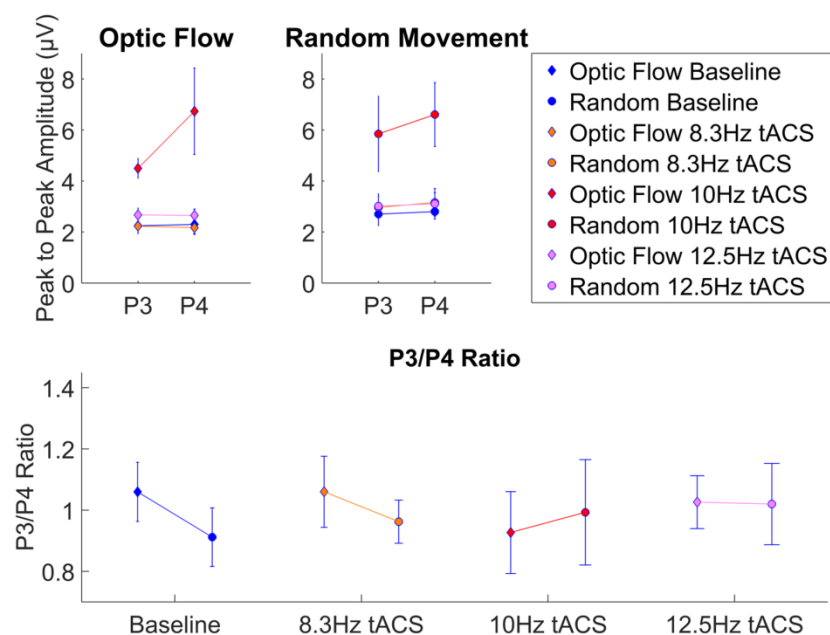 Optic Flow
Random Movement
Peak to Peak Amplitude (µV)
8
6
4
2
0
P3 P4
8
6
4
2
0
P3 P4
Optic Flow Baseline
Random Baseline
Optic Flow 8.3Hz tACS
Random 8.3Hz tACS
Optic Flow 10Hz tACS
Random 10Hz tACS
Optic Flow 12.5Hz tACS
Random 12.5Hz tACS
P3/P4 Ratio
P3/P4 Ratio
1.4
1.2
1
0.8
Baseline 8.3Hz tACS 10Hz tACS 12.5Hz tACS